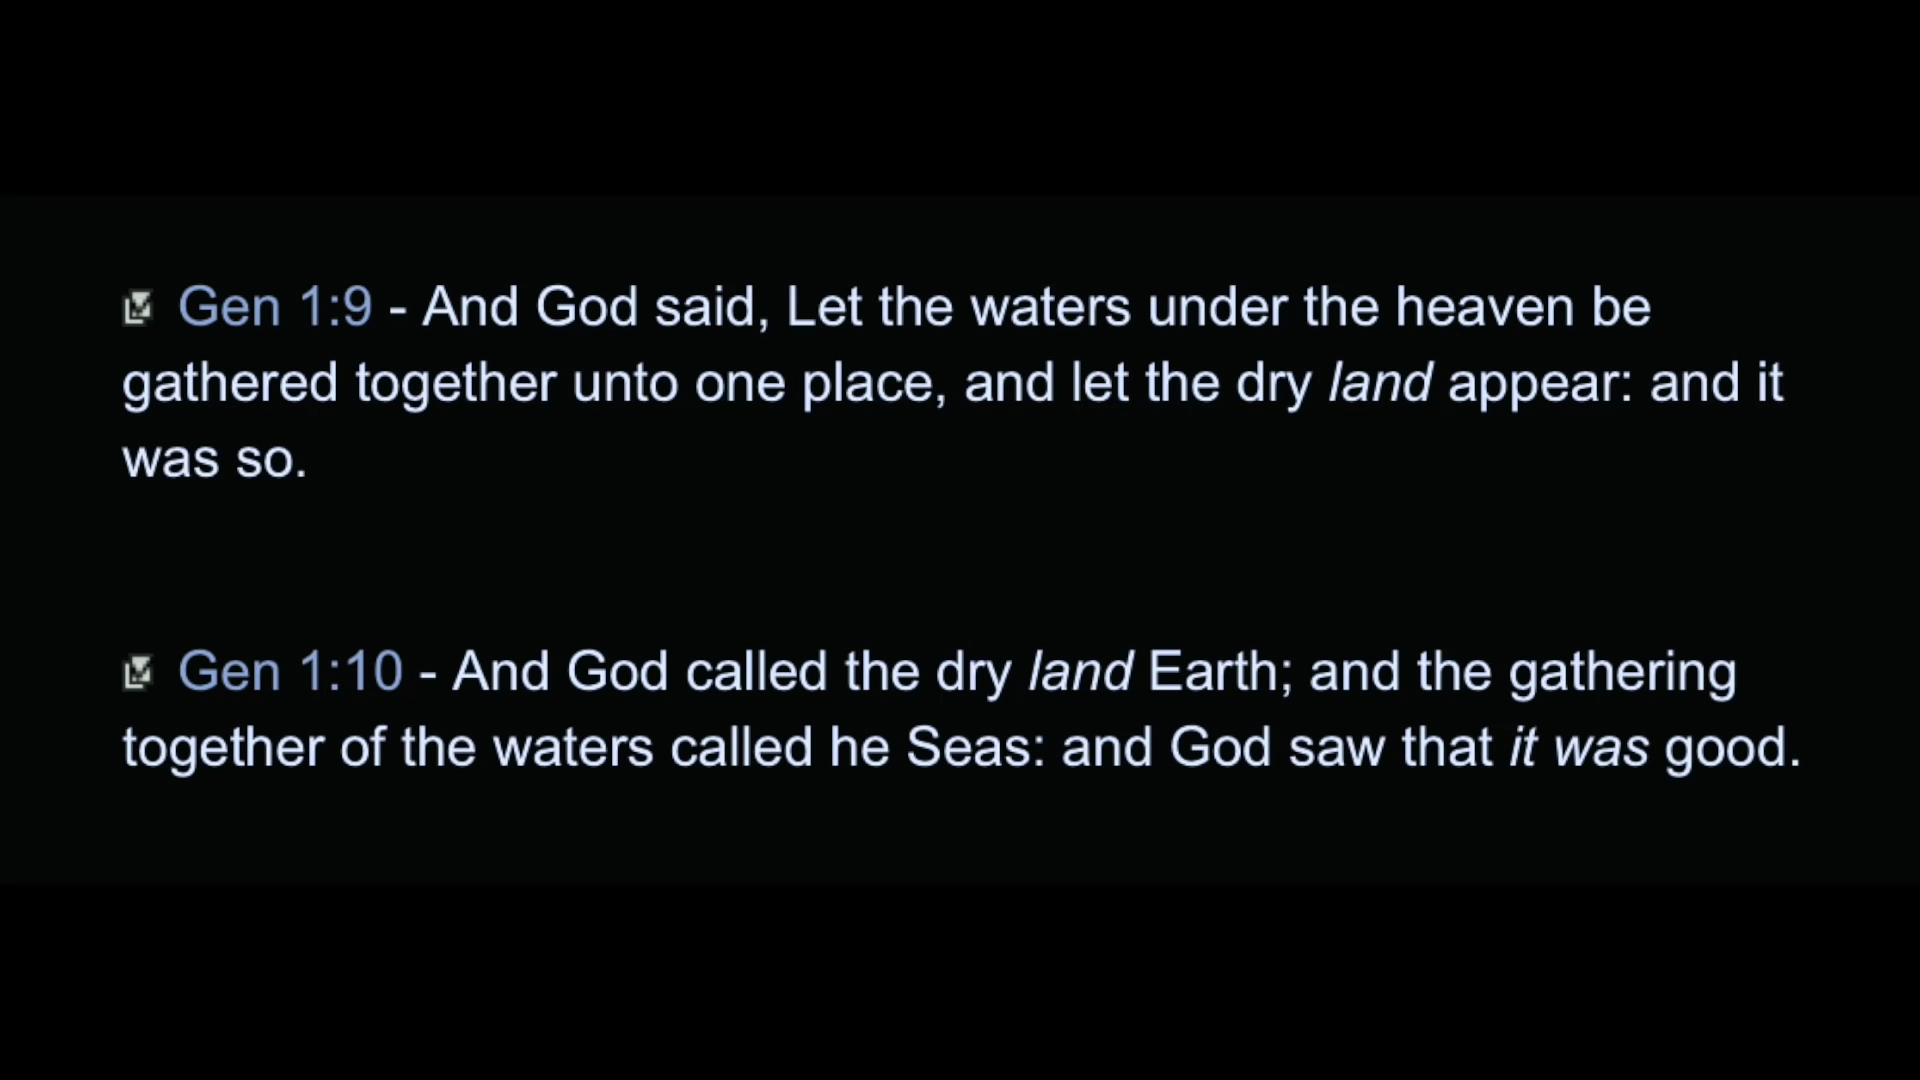 Gen 1:9 - And God said, Let the waters under the heaven be
gathered together unto one place, and let the dry land appear: and it
was so.
Gen 1:10 - And God called the dry land Earth; and the gathering
together of the waters called he Seas: and God saw that it was good.